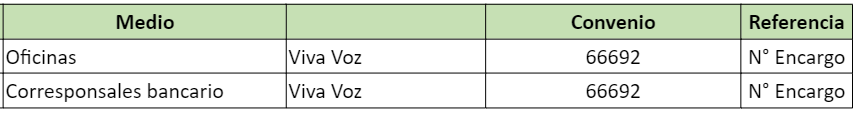 Medio Convenio Referencia
Oficinas Viva Voz 66692 N° Encargo
Corresponsales bancario Viva Voz 66692 N° Encargo